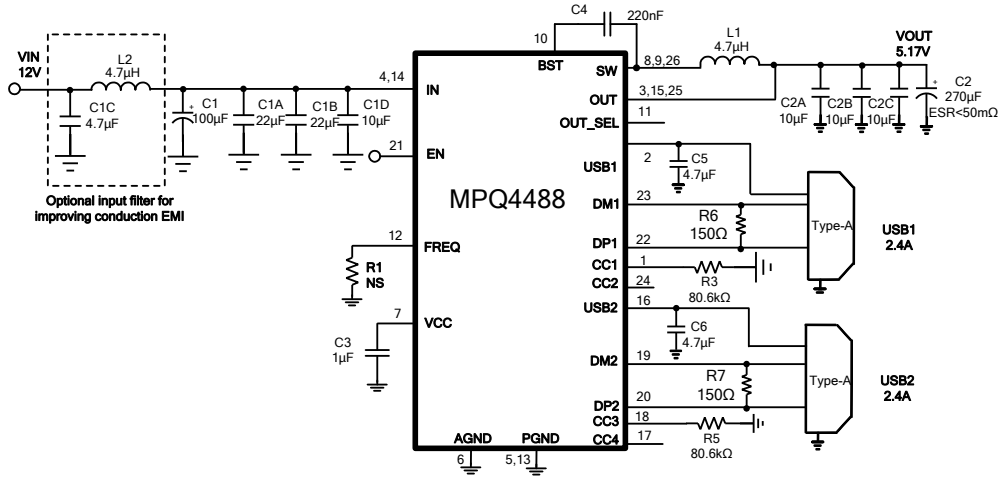 C4
220nF
10
BST
VIN
12V
L2
4.7μH
C1C
4.7μF
C1
100μF
C1A
22μF
C1B
22μF
C1D
10μF
4,14
IN
21
EN
Optional input filter for
improving conduction EMI
12
FREQ
R1
NS
7
VCC
C3
1μF
MPQ4488
AGND
6
PGND
5,13
SW
8,9,26
L1
4.7μH
VOUT
5.17V
OUT
3,15,25
OUT_SEL
11
C2A
10μF
C2B
10μF
C2C
10μF
C2
270μF
ESR<50mΩ
USB1
2
C5
4.7μF
DM1
23
R6
150Ω
DP1
22
CC1
1
R3
80.6kΩ
CC2
24
Type-A
USB1
2.4A
USB2
16
C6
4.7μF
DM2
19
R7
150Ω
DP2
20
CC3
18
R5
80.6kΩ
CC4
17
Type-A
USB2
2.4A